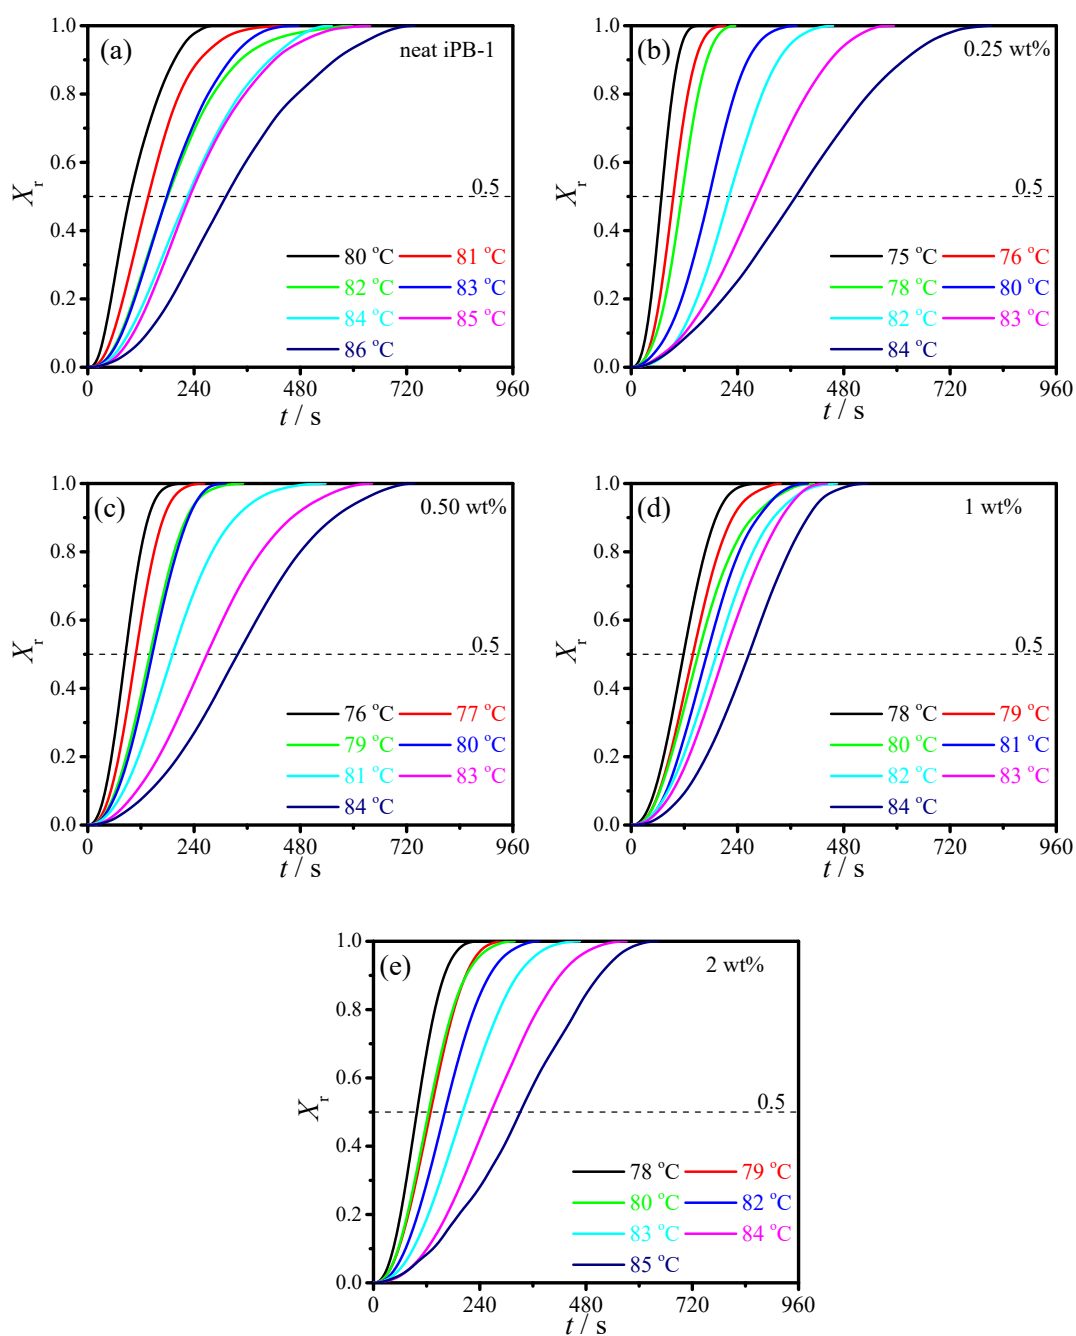 (a) neat iPB-1
1.0
0.8
0.6
0.4
0.2
0.0
X_r
0.5
80 °C 81 °C
82 °C 83 °C
84 °C 85 °C
86 °C
0 240 480 720 960
t / s
(b) 0.25 wt%
1.0
0.8
0.6
0.4
0.2
0.0
X_r
0.5
75 °C 76 °C
78 °C 80 °C
82 °C 83 °C
84 °C
0 240 480 720 960
t / s
(c) 0.50 wt%
1.0
0.8
0.6
0.4
0.2
0.0
X_r
0.5
76 °C 77 °C
79 °C 80 °C
81 °C 83 °C
84 °C
0 240 480 720 960
t / s
(d) 1 wt%
1.0
0.8
0.6
0.4
0.2
0.0
X_r
0.5
78 °C 79 °C
80 °C 81 °C
82 °C 83 °C
84 °C
0 240 480 720 960
t / s
(e) 2 wt%
1.0
0.8
0.6
0.4
0.2
0.0
X_r
0.5
78 °C 79 °C
80 °C 82 °C
83 °C 84 °C
85 °C
0 240 480 720 960
t / s